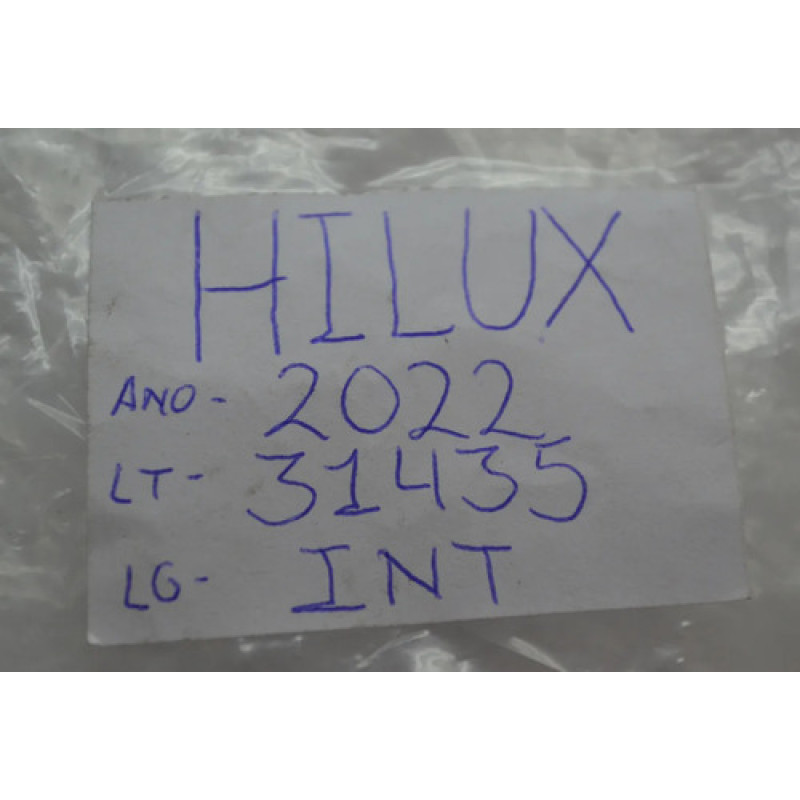 HILUX
ANO- 2022
LT- 31435
LG- INT